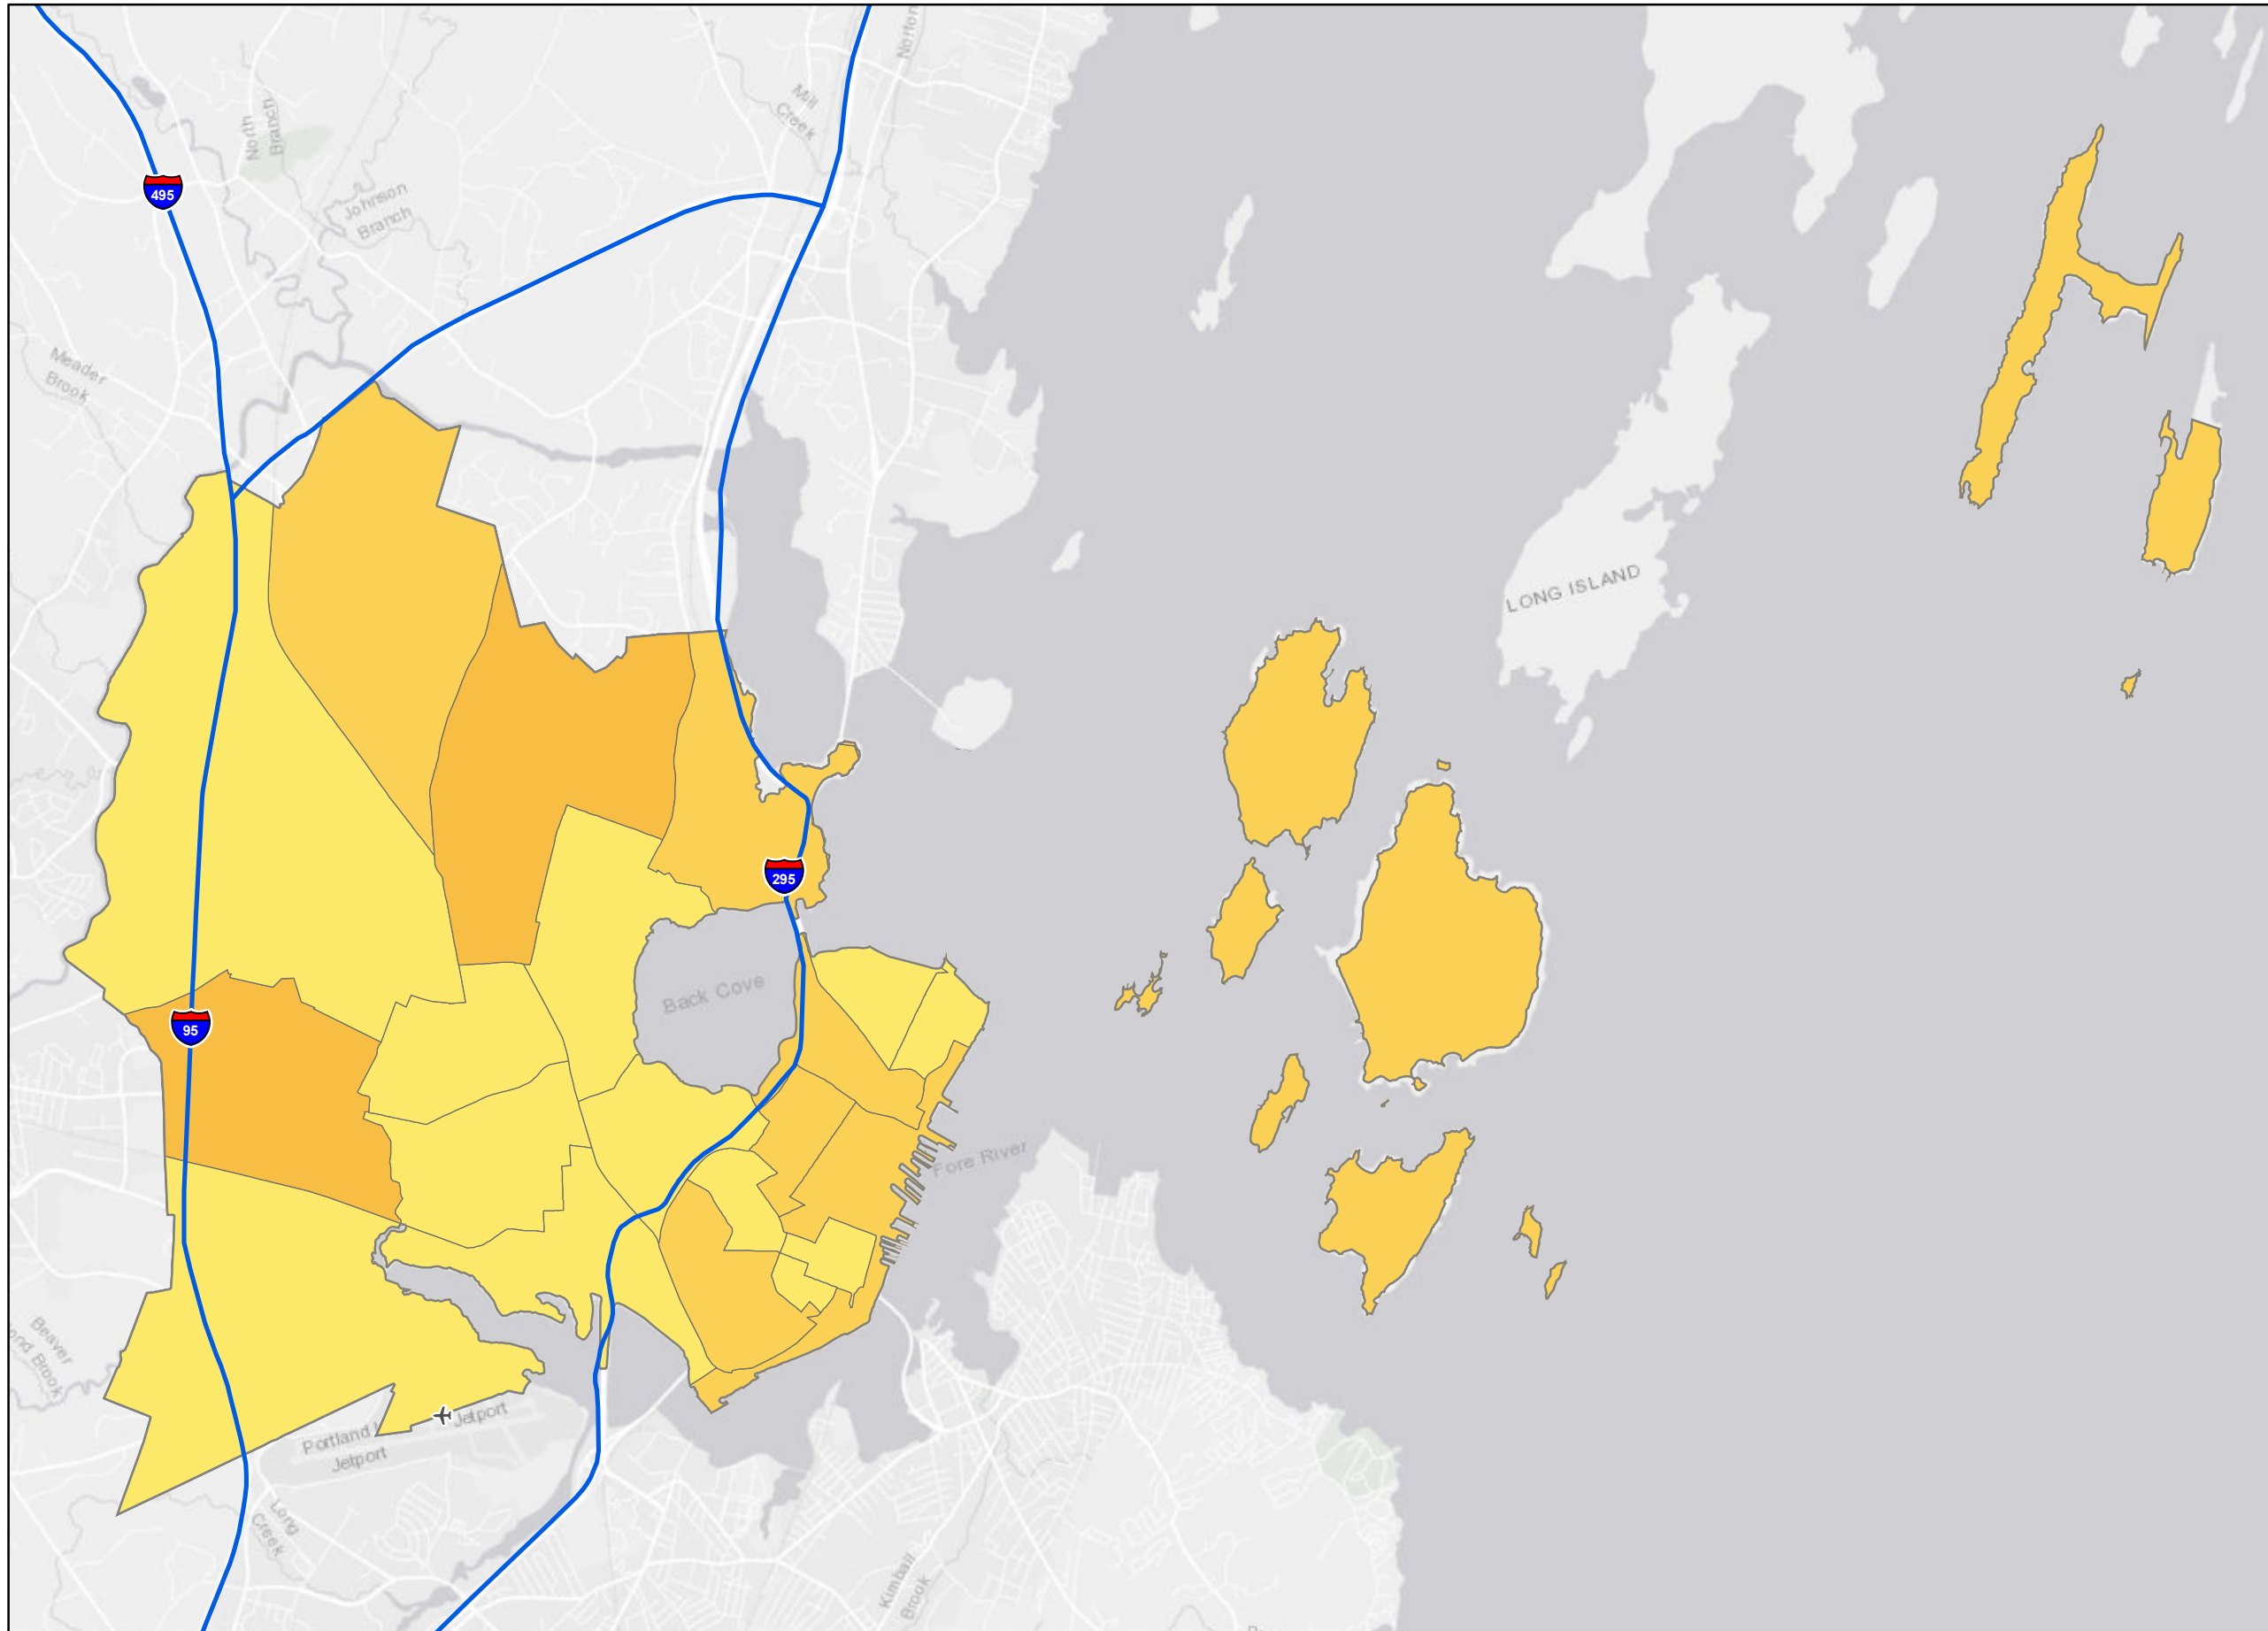 Norton
Mill
Creek
North
Branch
495
Johnson
Branch
Meader
Brook
LONG ISLAND
295
Back Cove
95
Fore River
Beaver
ond Brook
Jetport
Portland I
Jetport
Long
Creek
Kimball
Brook